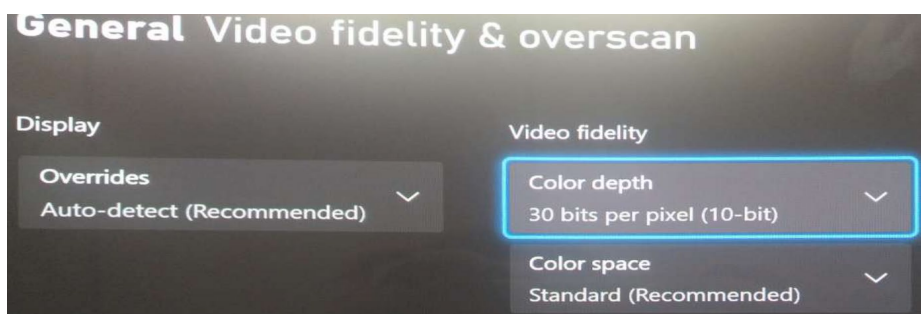 General Video fidelity & overscan
Display
Overrides
Auto-detect (Recommended)
Video fidelity
Color depth
30 bits per pixel (10-bit)
Color space
Standard (Recommended)